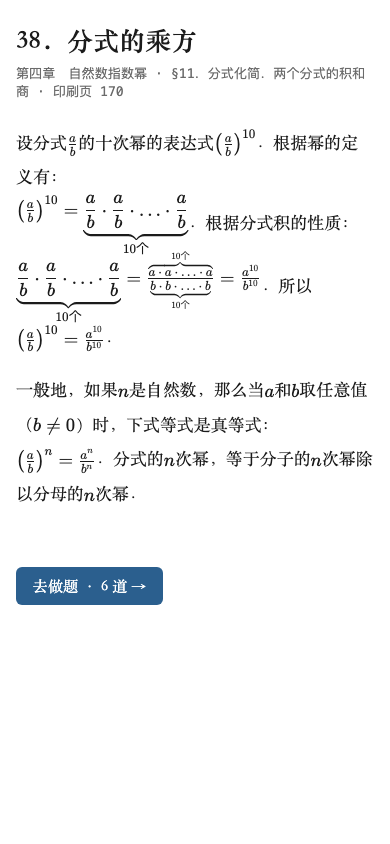 38. 分式的乘方
第四章 自然数指数幂 · §11. 分式化简. 两个分式的积和
商 · 印刷页 170
设分式a/b的十次幂的表达式(a/b)^10. 根据幂的定
义有:
(a/b)^10 = a/b · a/b · ... · a/b (10个). 根据分式积的性质:
a/b · a/b · ... · a/b (10个) = a · a · ... · a (10个) / b · b · ... · b (10个) = a^10/b^10. 所以
(a/b)^10 = a^10/b^10.
一般地, 如果n是自然数, 那么当a和b取任意值
(b ≠ 0) 时, 下式等式是真等式:
(a/b)^n = a^n/b^n. 分式的n次幂, 等于分子的n次幂除
以分母的n次幂.
去做题 · 6 道 →